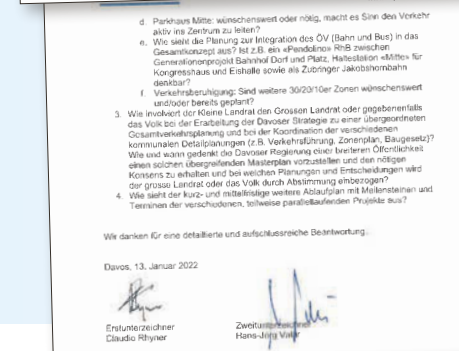 d. Parkhaus Mitte: wünschenswert oder nötig, macht es Sinn den Verkehr
aktiv ins Zentrum zu leiten?
e. Wie sieht die Planung zur Integration des ÖV (Bahn und Bus) in das
Gesamtkonzept aus? Ist z.B. ein «Pendolino» RhB zwischen
Generationenprojekt Bahnhof Dorf und Platz, Haltestation «Mitte» für
Kongresshaus und Eishalle sowie als Zubringer Jakobshornbahn
denkbar?
f. Verkehrsberuhigung: Sind weitere 30/20/10er Zonen wünschenswert
und/oder bereits geplant?
3. Wie involviert der Kleine Landrat den Grossen Landrat oder gegebenenfalls
das Volk bei der Erarbeitung der Davoser Strategie zu einer übergeordneten
Gesamtverkehrsplanung und bei der Koordination der verschiedenen
kommunalen Detailplanungen (z.B. Verkehrsführung, Zonenplan, Baugesetz)?
Wie und wann gedenkt die Davoser Regierung einer breiteren Öffentlichkeit
einen solchen übergreifenden Masterplan vorzustellen und den nötigen
Konsens zu erhalten und bei welchen Planungen und Entscheidungen wird
der grosse Landrat oder das Volk durch Abstimmung einbezogen?
4. Wie sieht der kurz- und mittelfristige weitere Ablaufplan mit Meilensteinen und
Terminen der verschiedenen, teilweise parallellaufenden Projekte aus?
Wir danken für eine detaillierte und aufschlussreiche Beantwortung.
Davos, 13. Januar 2022
Erstunterzeichner Zweitunterzeichner
Claudio Rhyner Hans-Jörg